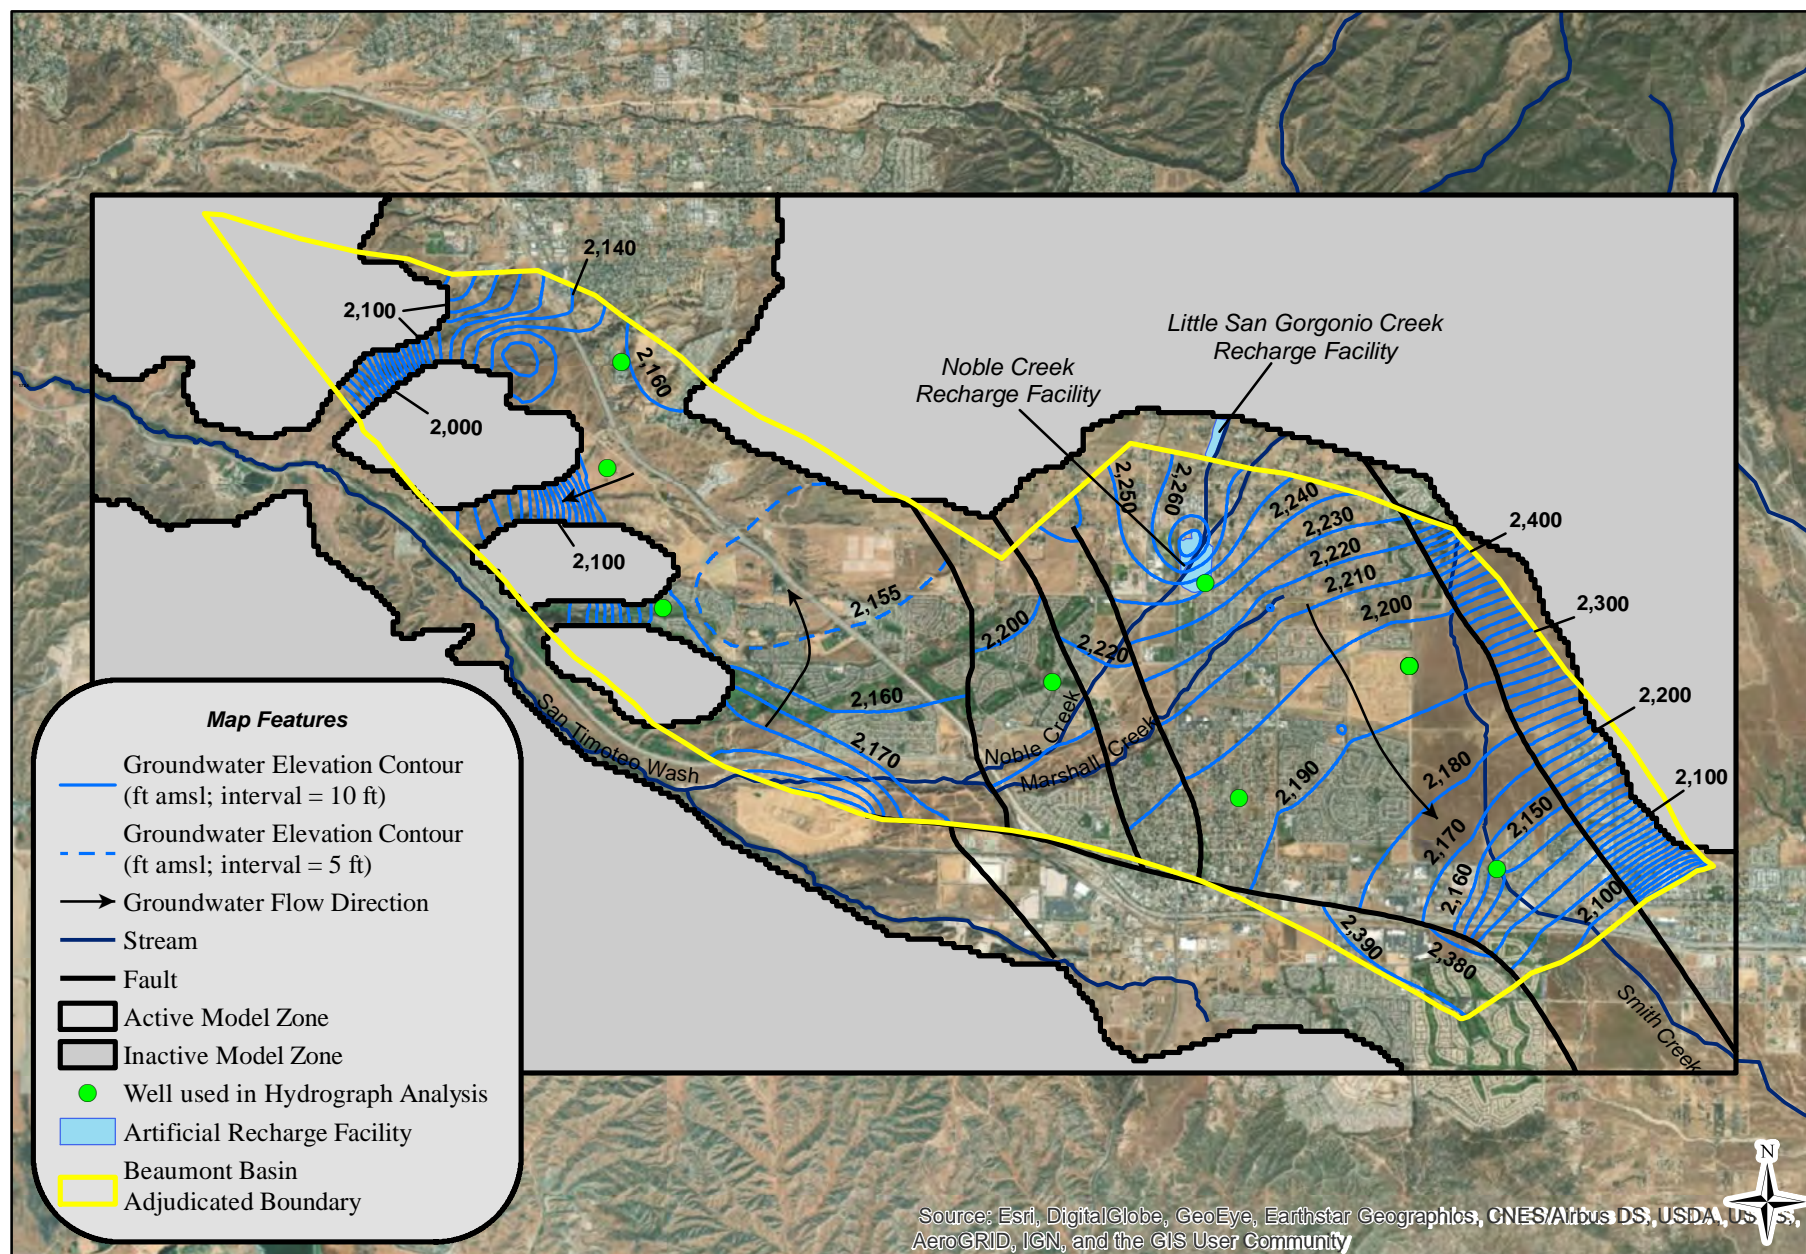 2,140
2,100
2,160
2,000
2,100
Little San Gorgonio Creek
Recharge Facility
Noble Creek
Recharge Facility
2,250
2,260
2,240
2,230
2,220
2,210
2,200
2,400
2,300
2,200
2,100
2,155
2,200
2,220
2,160
2,170
2,190
2,180
2,170
2,160
2,150
2,100
2,390
2,380
San Timoteo Wash
Noble Creek
Marshall Creek
Smith Creek
Map Features
Groundwater Elevation Contour
(ft amsl; interval = 10 ft)
Groundwater Elevation Contour
(ft amsl; interval = 5 ft)
Groundwater Flow Direction
Stream
Fault
Active Model Zone
Inactive Model Zone
Well used in Hydrograph Analysis
Artificial Recharge Facility
Beaumont Basin
Adjudicated Boundary
N
Source: Esri, DigitalGlobe, GeoEye, Earthstar Geographics, CNES/Airbus DS, USDA,
AeroGRID, IGN, and the GIS User Community